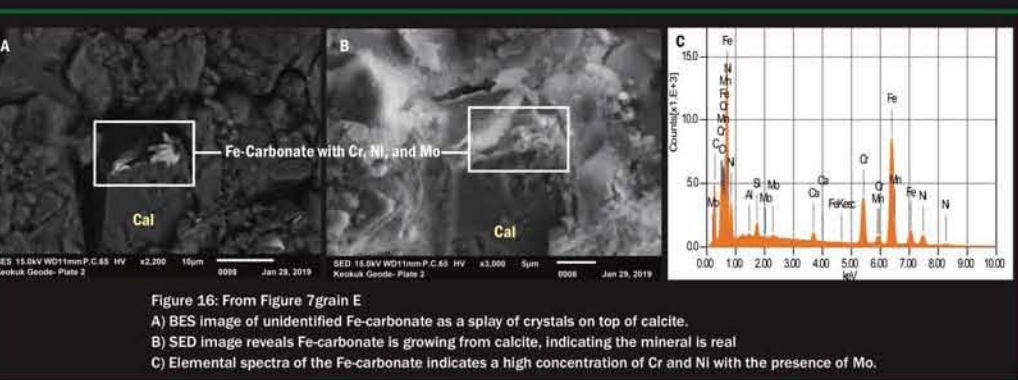 A
B
C
Fe-Carbonate with Cr, Ni, and Mo
Cal
Cal
BES 15.0kV WD11mm P.C.65 HV x2,200 10µm
Keokuk Geode- Plate 2 0008 Jan 29, 2019
SED 15.0kV WD11mm P.C.65 HV x3,000 5µm
Keokuk Geode- Plate 2 0008 Jan 29, 2019
Counts[x1.E+3]
15.0
10.0
5.0
0.0
Fe
Ni
Mn
Fe
O
Mn
Cr
C
Ni
Mo
Al
Si
Mo
Mo
Ca
Ca
FeKesc
Cr
Cr
Mn
Fe
Mn
Fe
Ni
Ni
0.00 1.00 2.00 3.00 4.00 5.00 6.00 7.00 8.00 9.00 10.00
keV
Figure 16: From Figure 7grain E
A) BES image of unidentified Fe-carbonate as a splay of crystals on top of calcite.
B) SED image reveals Fe-carbonate is growing from calcite, indicating the mineral is real
C) Elemental spectra of the Fe-carbonate indicates a high concentration of Cr and Ni with the presence of Mo.